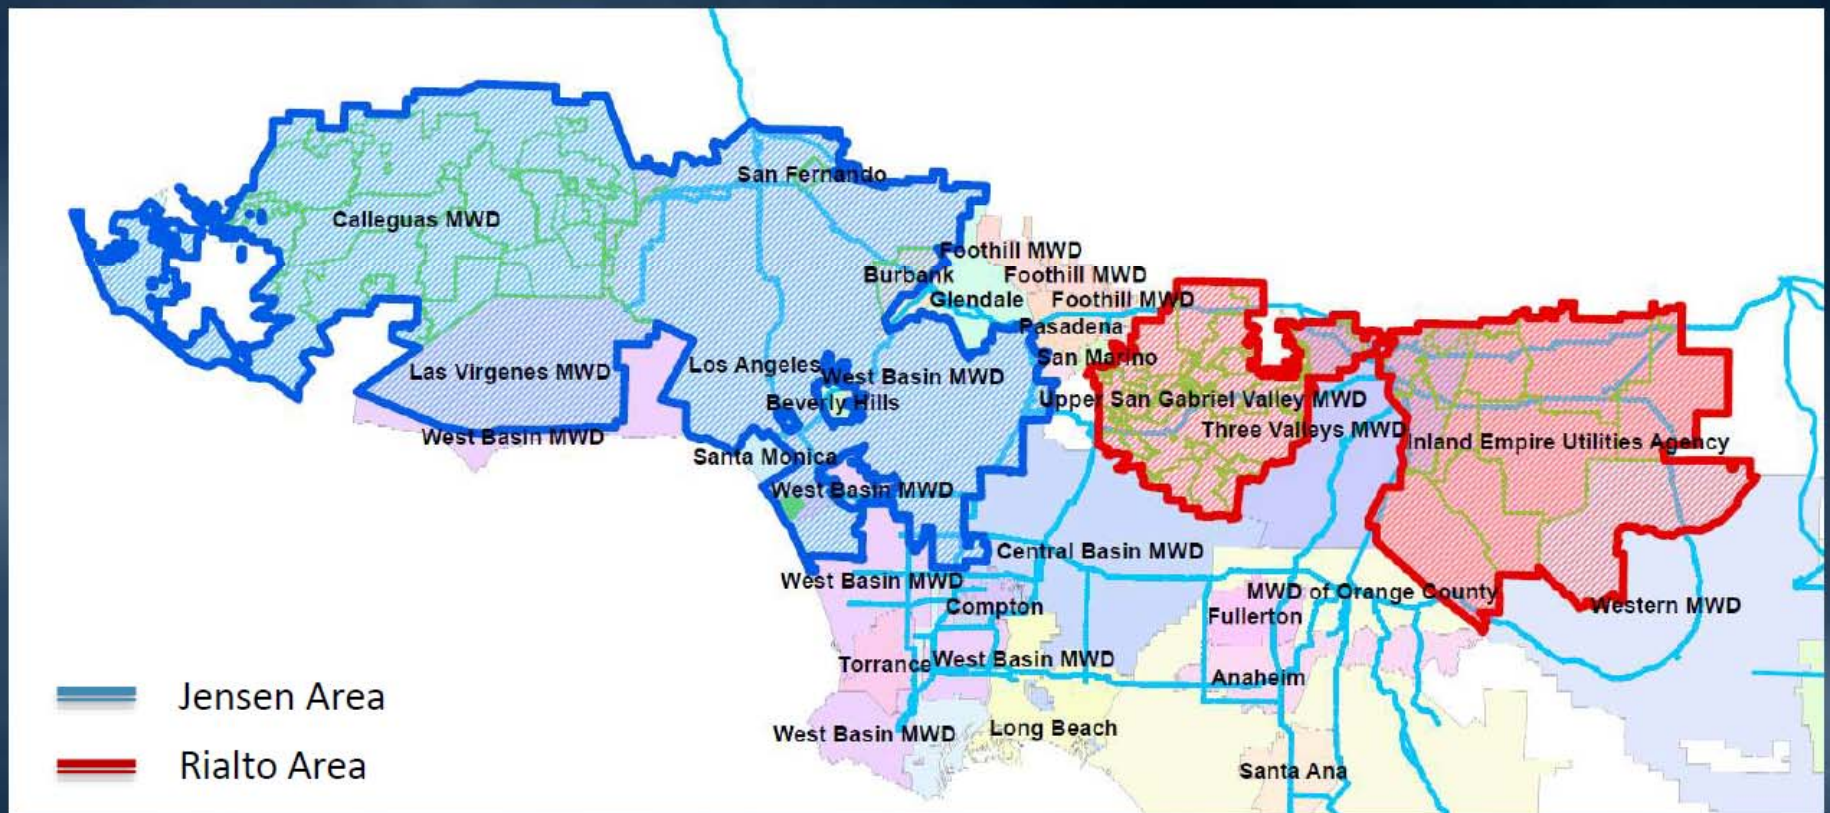 San Fernando
Calleguas MWD
Foothill MWD
Burbank
Foothill MWD
Glendale
Foothill MWD
Pasadena
San Marino
Los Angeles
Las Virgenes MWD
West Basin MWD
Beverly Hills
Upper San Gabriel Valley MWD
Three Valleys MWD
West Basin MWD
Inland Empire Utilities Agency
Santa Monica
West Basin MWD
Central Basin MWD
West Basin MWD
MWD of Orange County
Compton
Western MWD
Fullerton
Torrance
West Basin MWD
Anaheim
Jensen Area
Long Beach
West Basin MWD
Rialto Area
Santa Ana